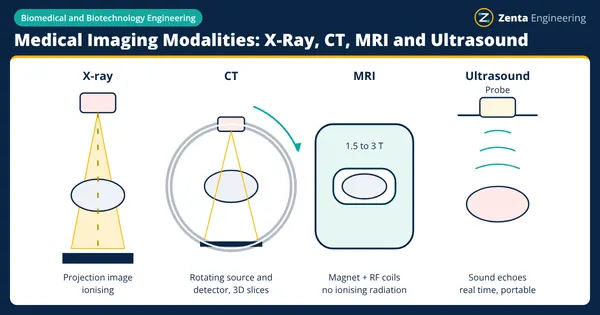 Biomedical and Biotechnology Engineering
Zenta Engineering
Medical Imaging Modalities: X-Ray, CT, MRI and Ultrasound
X-ray
CT
MRI
Ultrasound
Probe
1.5 to 3 T
Projection image
ionising
Rotating source and
detector, 3D slices
Magnet + RF coils
no ionising radiation
Sound echoes
real time, portable